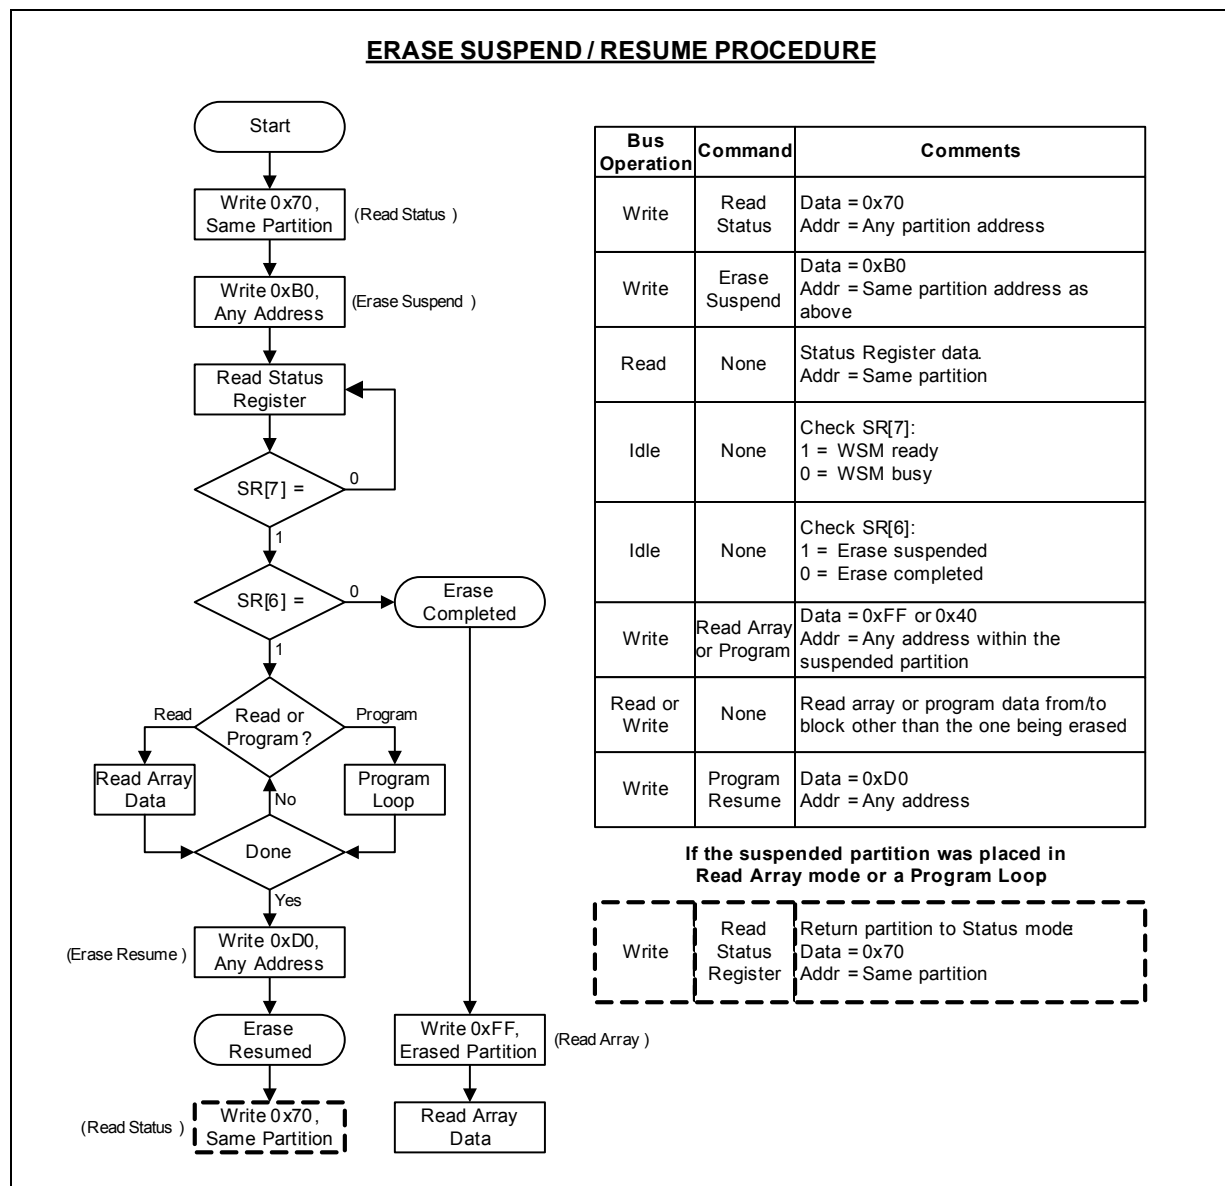 ERASE SUSPEND / RESUME PROCEDURE
Start
Write 0x70,
Same Partition
(Read Status )
Write 0xB0,
Any Address
(Erase Suspend )
Read Status
Register
SR[7] =
0
1
SR[6] =
0
Erase
Completed
1
Read or
Program?
Read
Program
Read Array
Data
Program
Loop
No
Done
Yes
Write 0xD0,
Any Address
(Erase Resume )
Erase
Resumed
Write 0x70,
Same Partition
(Read Status )
Write 0xFF,
Erased Partition
(Read Array )
Read Array
Data
Bus
Operation
Command
Comments
Write
Read
Status
Data = 0x70
Addr = Any partition address
Write
Erase
Suspend
Data = 0xB0
Addr = Same partition address as
above
Read
None
Status Register data.
Addr = Same partition
Idle
None
Check SR[7]:
1 = WSM ready
0 = WSM busy
Idle
None
Check SR[6]:
1 = Erase suspended
0 = Erase completed
Write
Read Array
or Program
Data = 0xFF or 0x40
Addr = Any address within the
suspended partition
Read or
Write
None
Read array or program data from/to
block other than the one being erased
Write
Program
Resume
Data = 0xD0
Addr = Any address
If the suspended partition was placed in
Read Array mode or a Program Loop
Write
Read
Status
Register
Return partition to Status mode:
Data = 0x70
Addr = Same partition